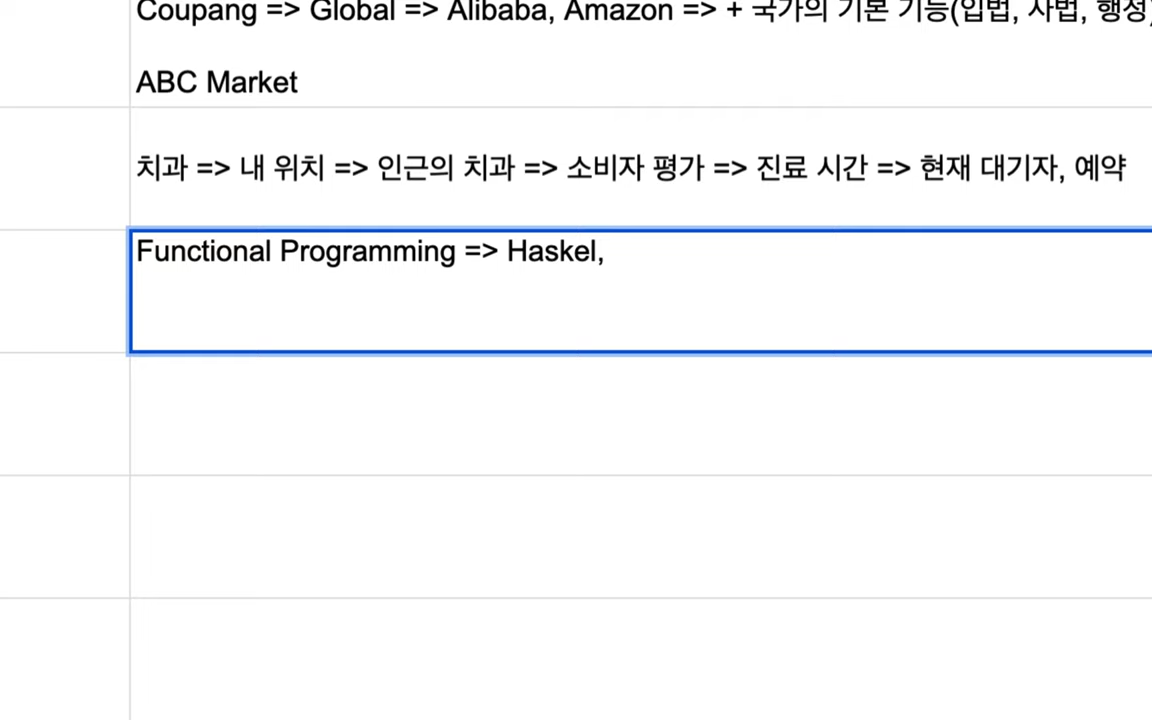 Coupang => Global => Alibaba, Amazon => + 국가의 기본 기능(입법, 사법, 행정)
ABC Market
치과 => 내 위치 => 인근의 치과 => 소비자 평가 => 진료 시간 => 현재 대기자, 예약
Functional Programming => Haskel,